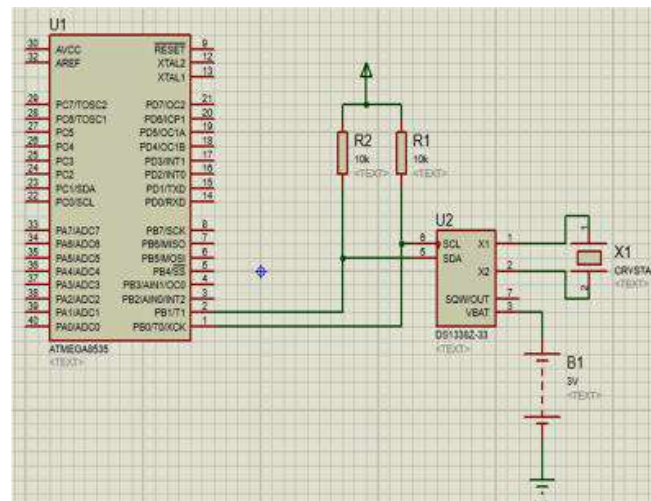 U1
30 AVCC RESET 9
32 AREF XTAL2 12
XTAL1 13
29 PC7/TOSC2 PD7/OC2 21
28 PC6/TOSC1 PD6/ICP1 20
27 PC5 PD5/OC1A 19
26 PC4 PD4/OC1B 18
25 PC3 PD3/INT1 17
24 PC2 PD2/INT0 16
23 PC1/SDA PD1/TXD 15
22 PC0/SCL PD0/RXD 14
33 PA7/ADC7 PB7/SCK 8
34 PA6/ADC6 PB6/MISO 7
35 PA5/ADC5 PB5/MOSI 6
36 PA4/ADC4 PB4/SS 5
37 PA3/ADC3 PB3/AIN1/OC0 4
38 PA2/ADC2 PB2/AIN0/INT2 3
39 PA1/ADC1 PB1/T1 2
40 PA0/ADC0 PB0/T0/XCK 1
ATMEGA8535
<TEXT>
R2
10k
<TEXT>
R1
10k
<TEXT>
U2
6 SCL X1 1
5 SDA
X2 2
SQW/OUT 7
VBAT 3
DS1338Z-33
<TEXT>
1
X1
CRYSTA
<TEXT>
2
B1
3V
<TEXT>